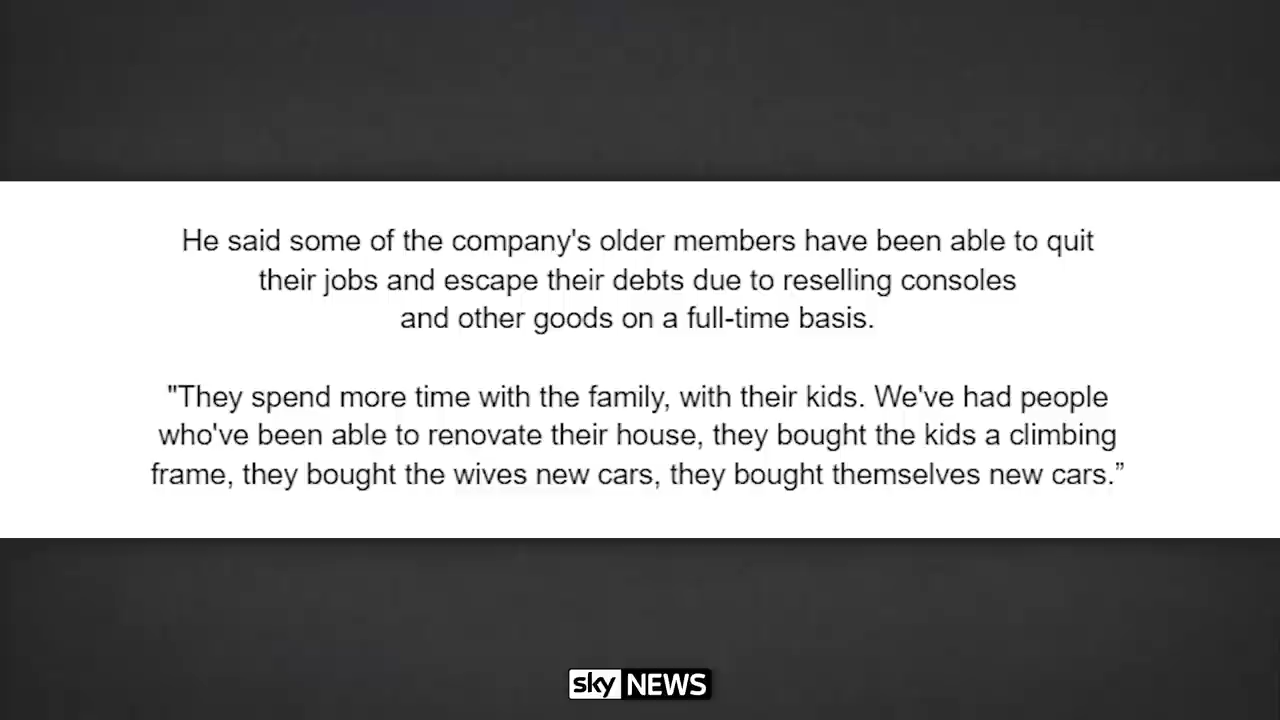 He said some of the company's older members have been able to quit
their jobs and escape their debts due to reselling consoles
and other goods on a full-time basis.
"They spend more time with the family, with their kids. We've had people
who've been able to renovate their house, they bought the kids a climbing
frame, they bought the wives new cars, they bought themselves new cars.”
sky NEWS